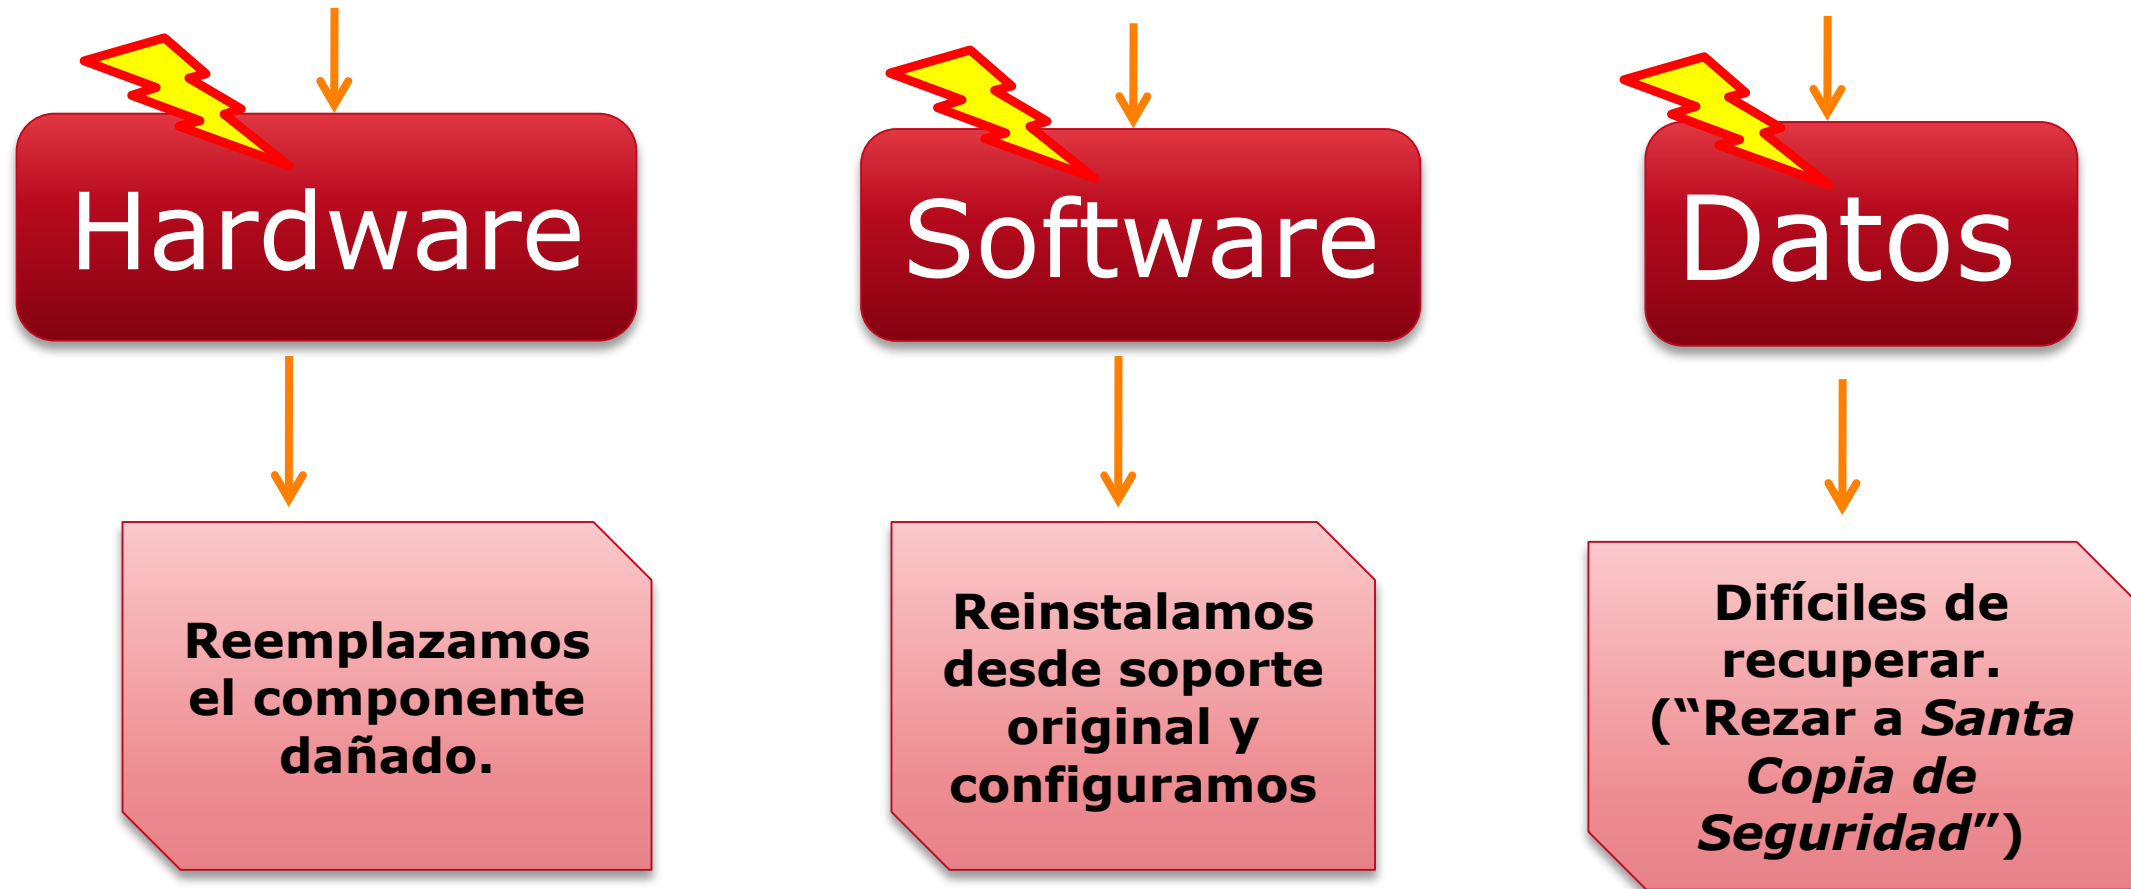 Hardware
Software
Datos
Reemplazamos
el componente
dañado.
Reinstalamos
desde soporte
original y
configuramos
Difíciles de
recuperar.
(“Rezar a Santa
Copia de
Seguridad”)